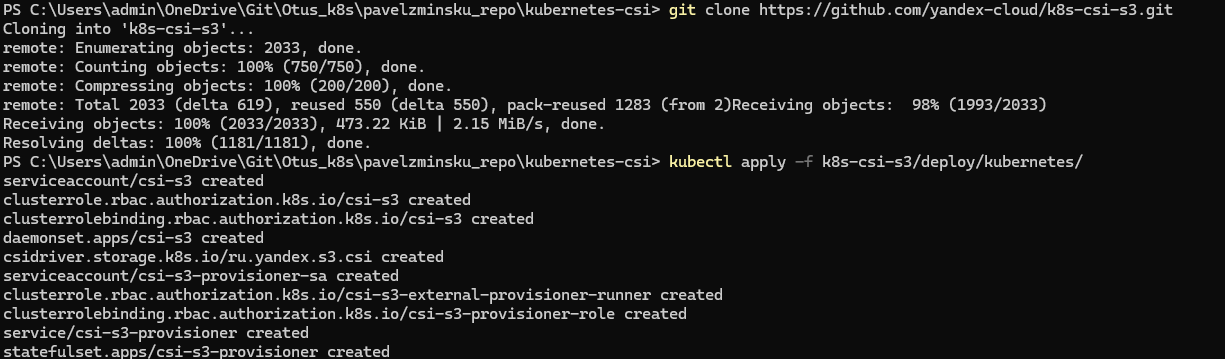 PS C:\Users\admin\OneDrive\Git\Otus_k8s\pavelzminsku_repo\kubernetes-csi> git clone https://github.com/yandex-cloud/k8s-csi-s3.git
Cloning into 'k8s-csi-s3'...
remote: Enumerating objects: 2033, done.
remote: Counting objects: 100% (750/750), done.
remote: Compressing objects: 100% (200/200), done.
remote: Total 2033 (delta 619), reused 550 (delta 550), pack-reused 1283 (from 2)Receiving objects:  98% (1993/2033)
Receiving objects: 100% (2033/2033), 473.22 KiB | 2.15 MiB/s, done.
Resolving deltas: 100% (1181/1181), done.
PS C:\Users\admin\OneDrive\Git\Otus_k8s\pavelzminsku_repo\kubernetes-csi> kubectl apply -f k8s-csi-s3/deploy/kubernetes/
serviceaccount/csi-s3 created
clusterrole.rbac.authorization.k8s.io/csi-s3 created
clusterrolebinding.rbac.authorization.k8s.io/csi-s3 created
daemonset.apps/csi-s3 created
csidriver.storage.k8s.io/ru.yandex.s3.csi created
serviceaccount/csi-s3-provisioner-sa created
clusterrole.rbac.authorization.k8s.io/csi-s3-external-provisioner-runner created
clusterrolebinding.rbac.authorization.k8s.io/csi-s3-provisioner-role created
service/csi-s3-provisioner created
statefulset.apps/csi-s3-provisioner created